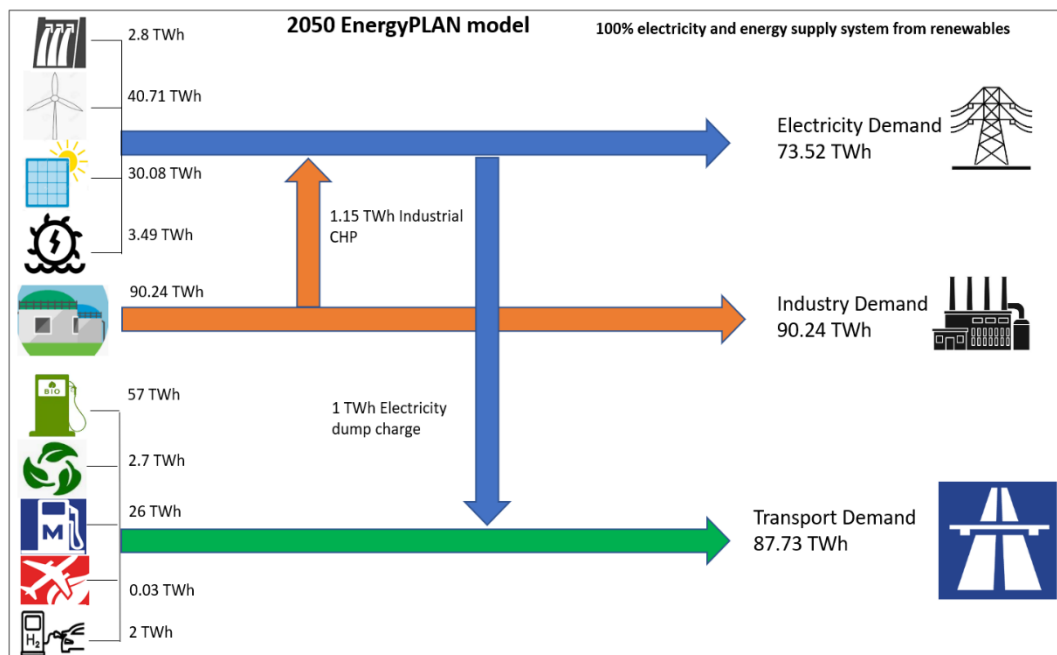 2050 EnergyPLAN model
100% electricity and energy supply system from renewables
2.8 TWh
40.71 TWh
30.08 TWh
3.49 TWh
90.24 TWh
57 TWh
2.7 TWh
26 TWh
0.03 TWh
2 TWh
BIO
M
H2
1.15 TWh Industrial
CHP
1 TWh Electricity
dump charge
Electricity Demand
73.52 TWh
Industry Demand
90.24 TWh
Transport Demand
87.73 TWh